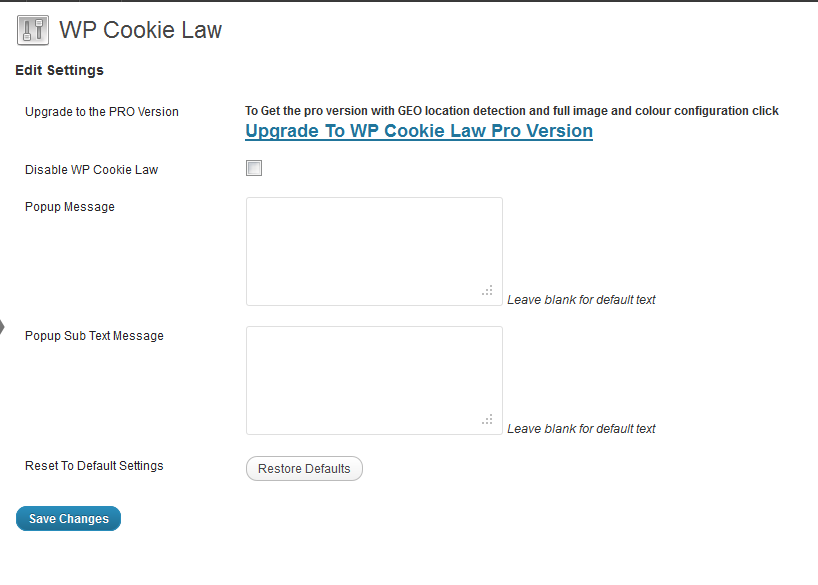 WP Cookie Law
Edit Settings
Upgrade to the PRO Version
To Get the pro version with GEO location detection and full image and colour configuration click
Upgrade To WP Cookie Law Pro Version
Disable WP Cookie Law
Popup Message
Leave blank for default text
Popup Sub Text Message
Leave blank for default text
Reset To Default Settings
Restore Defaults
Save Changes